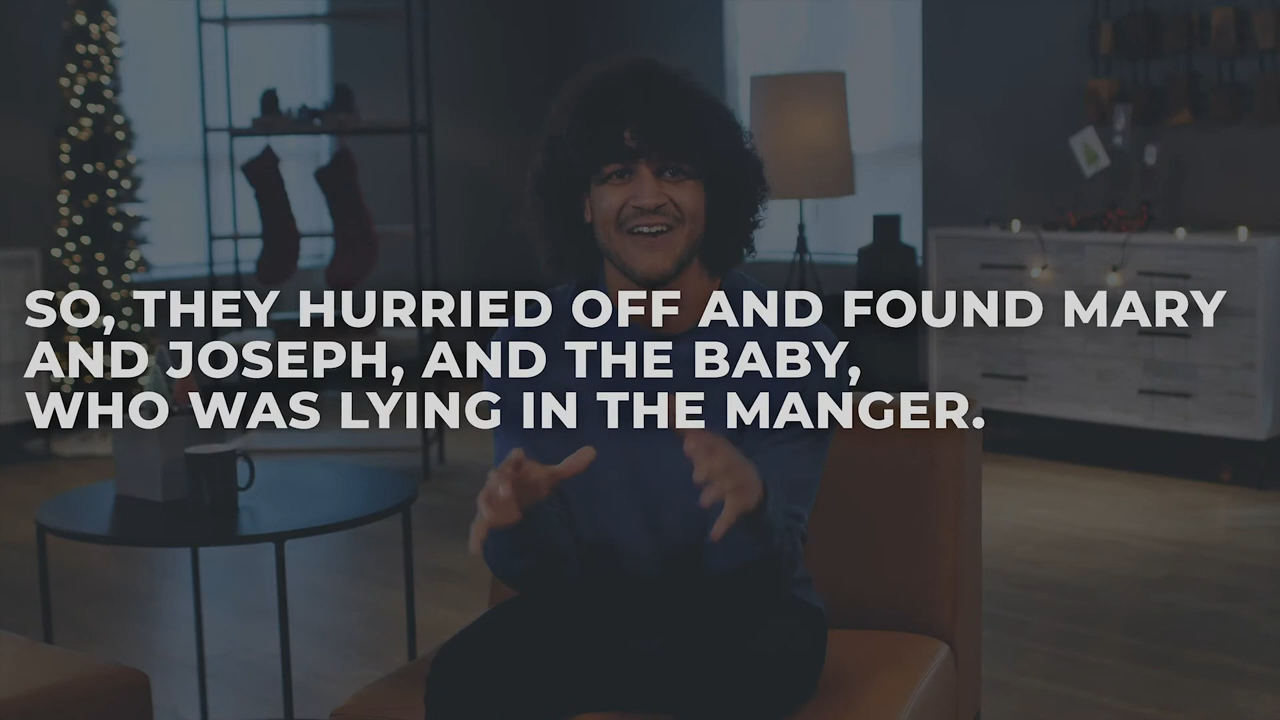 SO, THEY HURRIED OFF AND FOUND MARY
AND JOSEPH, AND THE BABY,
WHO WAS LYING IN THE MANGER.